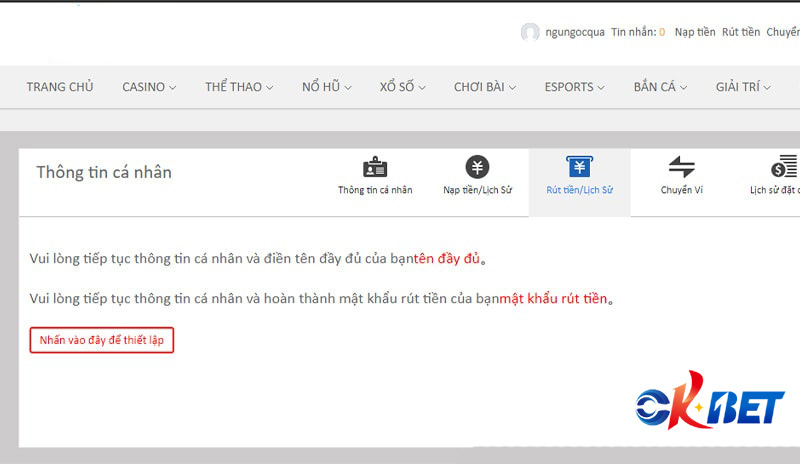 ngungocqua Tin nhắn: 0 Nạp tiền Rút tiền Chuyển
TRANG CHỦ CASINO THỂ THAO NỔ HŨ XỔ SỐ CHƠI BÀI ESPORTS BẮN CÁ GIẢI TRÍ
Thông tin cá nhân
Thông tin cá nhân Nạp tiền/Lịch Sử Rút tiền/Lịch Sử Chuyển Ví Lịch sử đặt c
Vui lòng tiếp tục thông tin cá nhân và điền tên đầy đủ của bạntên đầy đủ。
Vui lòng tiếp tục thông tin cá nhân và hoàn thành mật khẩu rút tiền của bạnmật khẩu rút tiền。
Nhấn vào đây để thiết lập
OKBET